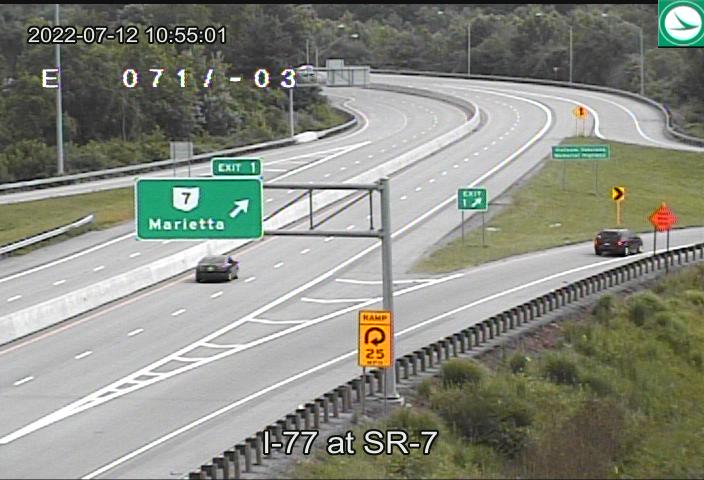 2022-07-12 10:55:01
E 071/-03
EXIT 1
7
Marietta
EXIT
1
RAMP
25
MPH
I-77 at SR-7